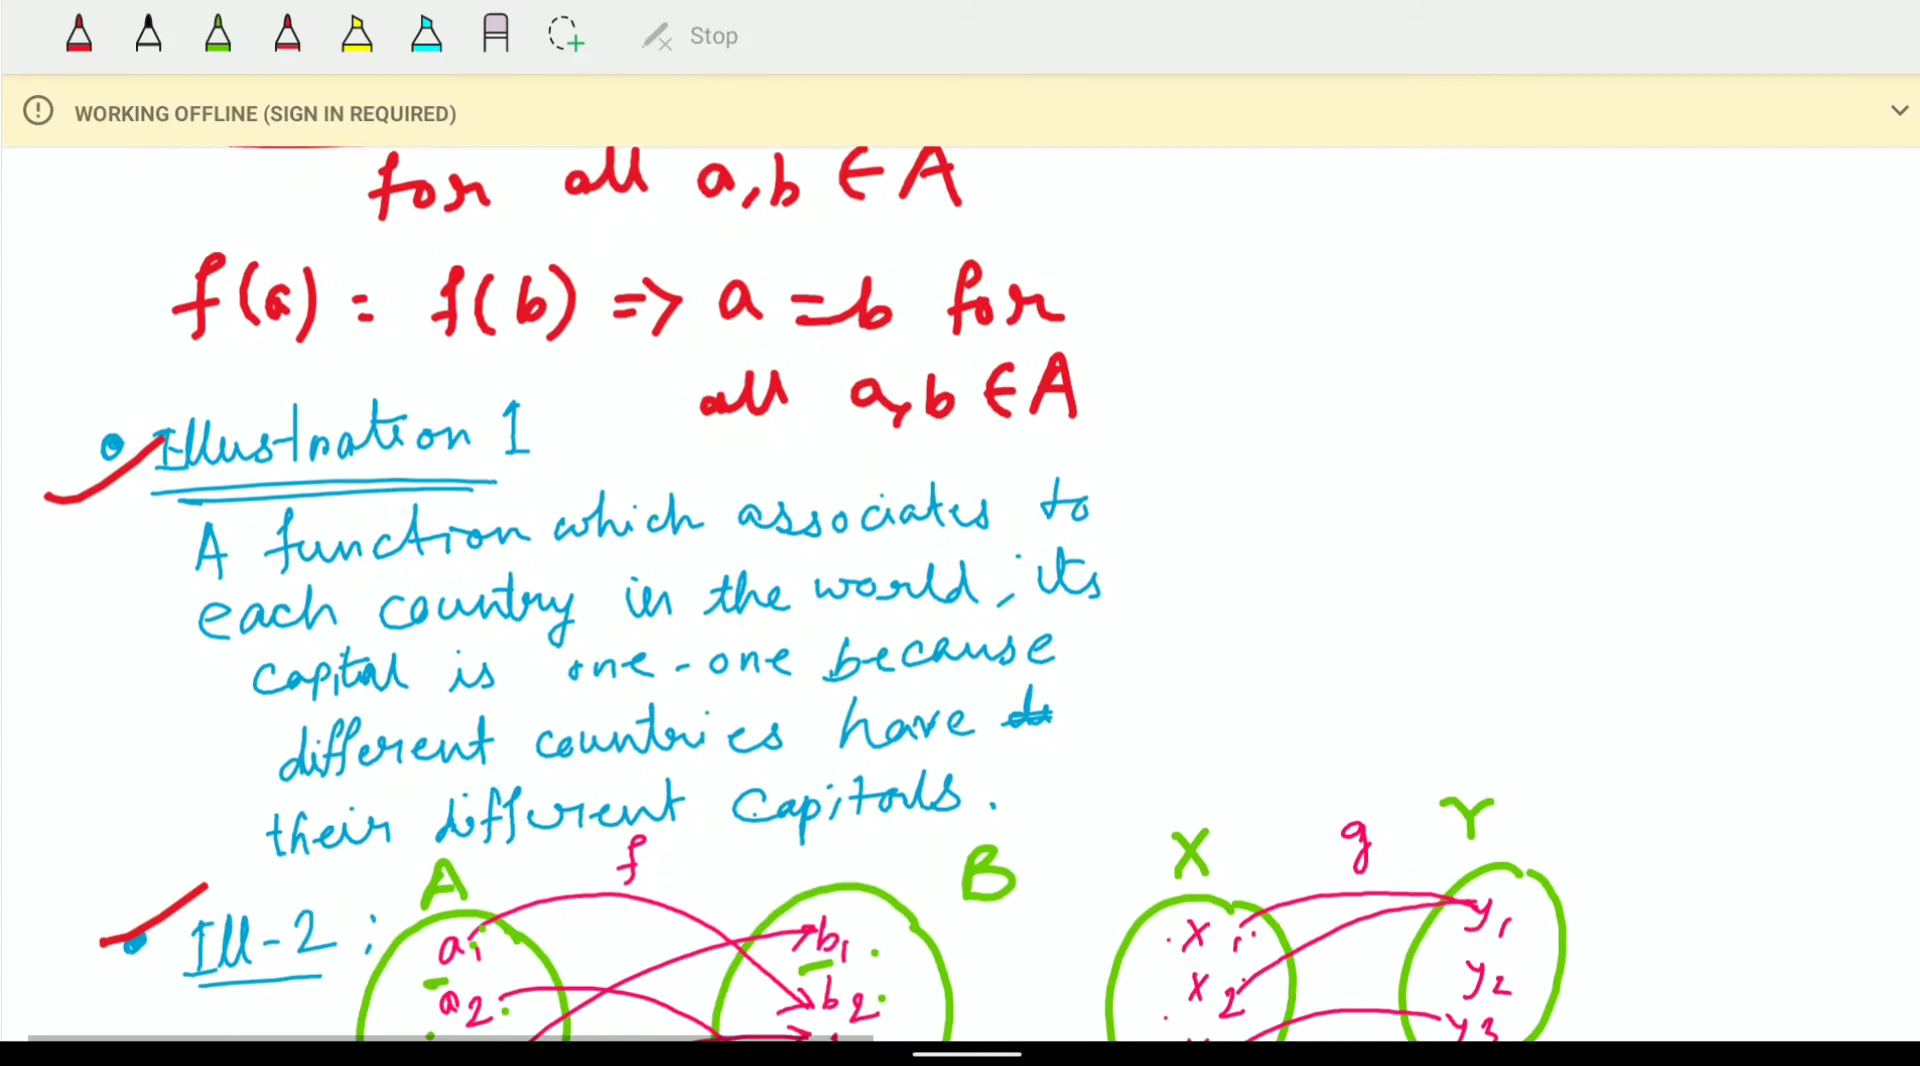 Stop
WORKING OFFLINE (SIGN IN REQUIRED)
for all a,b ∈ A
f(a) = f(b) => a = b for
all a,b ∈ A
• Illustration 1
A function which associates to
each country in the world, its
capital is one-one because
different countries have
their different capitals.
A f B X g Y
• Ill-2 :
a1 b1 x1 y1
a2 b2 x2 y2
y3